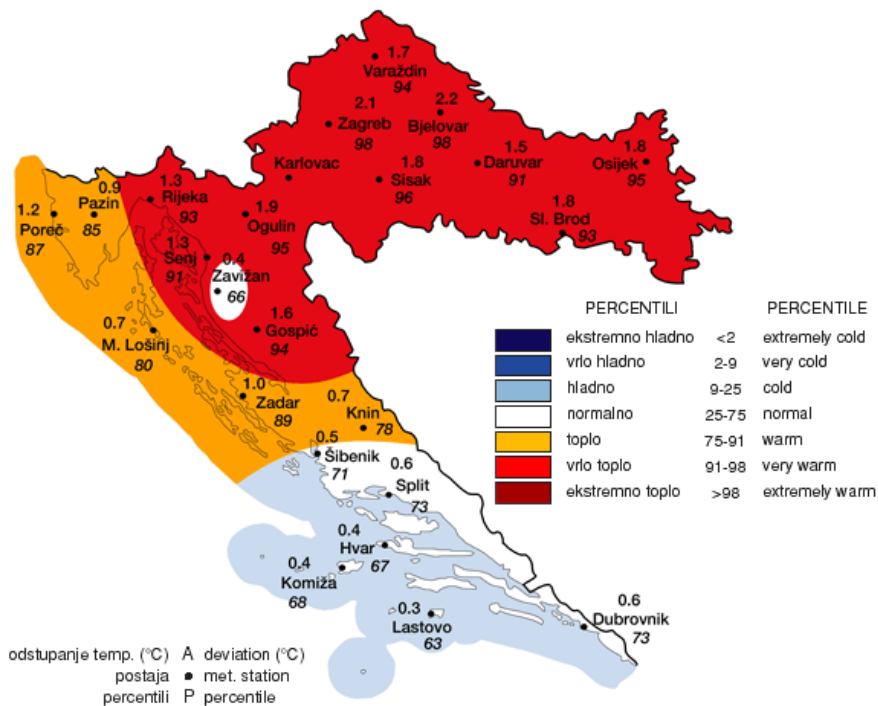 1.7
Varaždin
94
2.1
Zagreb
98
2.2
Bjelovar
98
1.5
Daruvar
91
1.8
Osijek
95
Karlovac
1.8
Sisak
96
1.8
Sl. Brod
93
0.9
Pazin
85
1.3
Rijeka
93
1.2
Poreč
87
1.9
Ogulin
95
1.3
Senj
91
0.4
Zavižan
66
1.6
Gospić
94
0.7
M. Lošinj
80
1.0
Zadar
89
0.7
Knin
78
0.5
Šibenik
71
0.6
Split
73
0.4
Hvar
67
0.4
Komiža
68
0.3
Lastovo
63
0.6
Dubrovnik
73
PERCENTILI PERCENTILE
ekstremno hladno <2 extremely cold
vrlo hladno 2-9 very cold
hladno 9-25 cold
normalno 25-75 normal
toplo 75-91 warm
vrlo toplo 91-98 very warm
ekstremno toplo >98 extremely warm
odstupanje temp. (°C) A deviation (°C)
postaja met. station
percentili P percentile